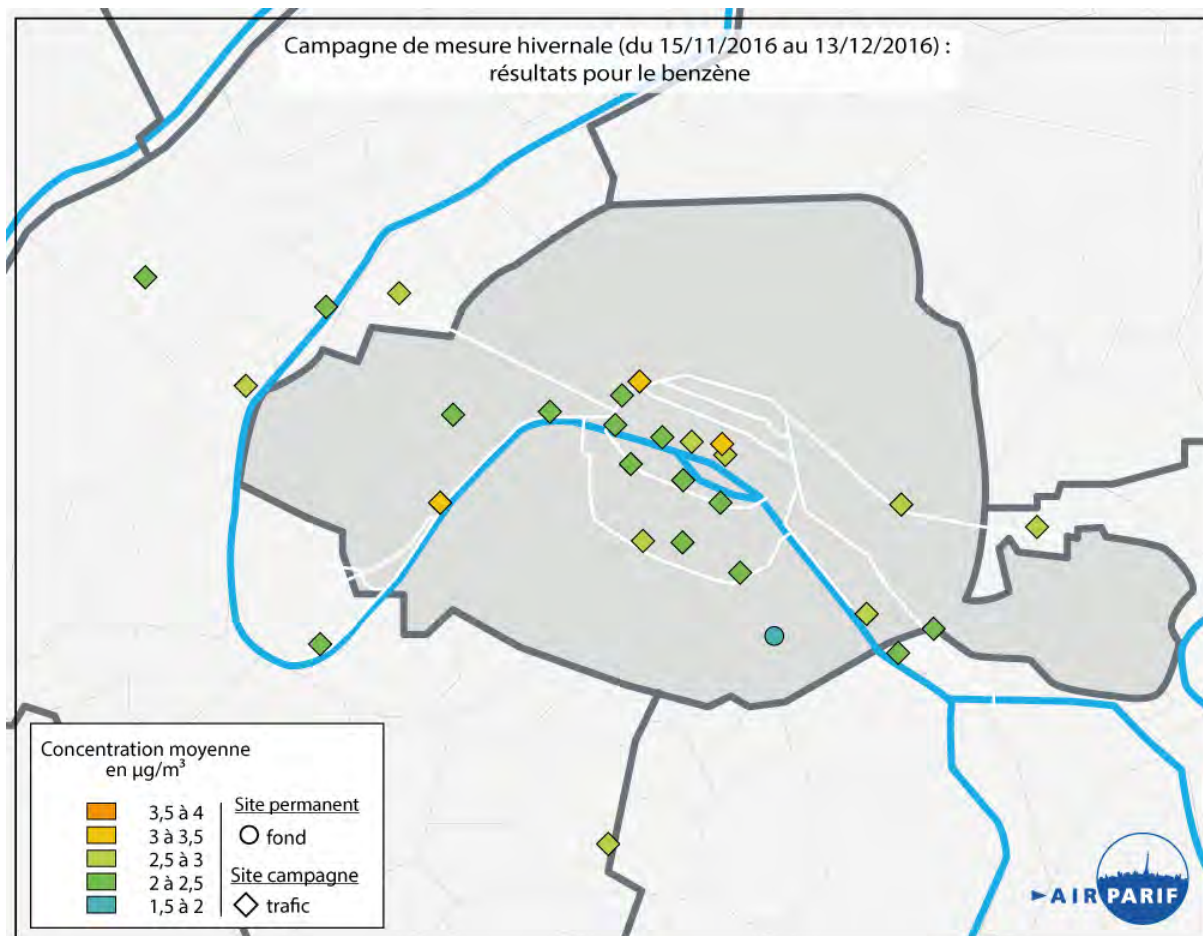 Campagne de mesure hivernale (du 15/11/2016 au 13/12/2016) :
résultats pour le benzène
Concentration moyenne
en µg/m³
3,5 à 4
3 à 3,5
2,5 à 3
2 à 2,5
1,5 à 2
Site permanent
fond
Site campagne
trafic
AIRPARIF